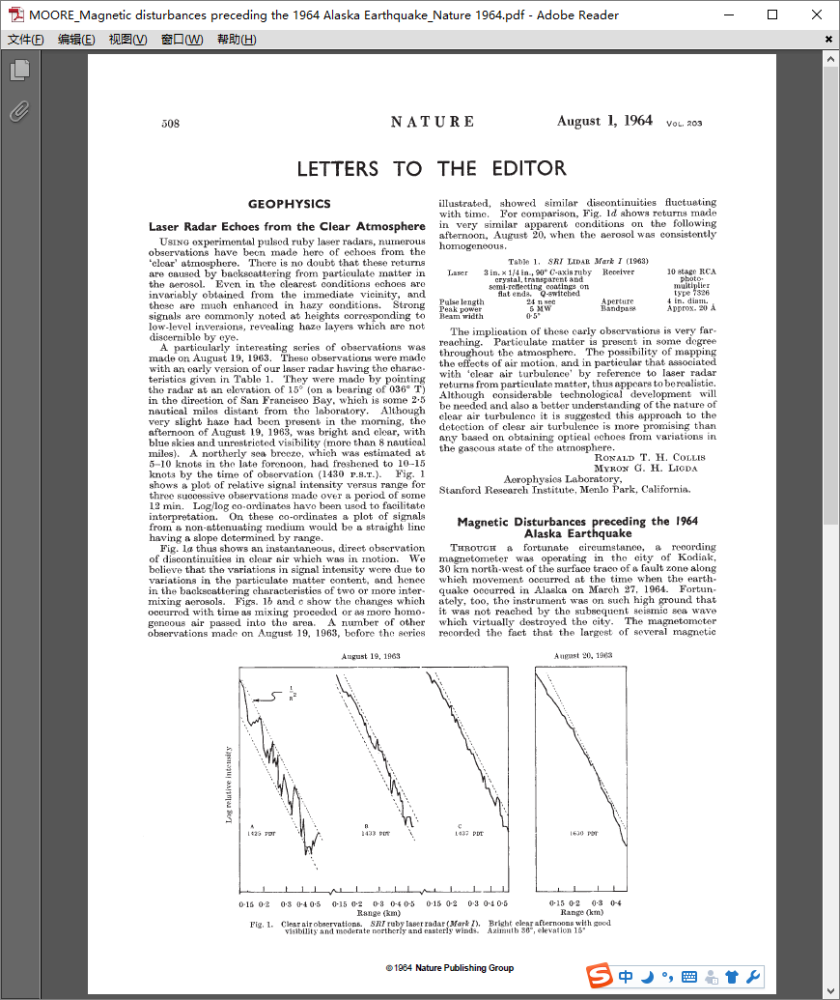 MOORE_Magnetic disturbances preceding the 1964 Alaska Earthquake_Nature 1964.pdf - Adobe Reader
文件(F) 编辑(E) 视图(V) 窗口(W) 帮助(H)
508
NATURE
August 1, 1964 VOL. 203
LETTERS TO THE EDITOR
GEOPHYSICS
Laser Radar Echoes from the Clear Atmosphere
USING experimental pulsed ruby laser radars, numerous
observations have been made here of echoes from the
'clear' atmosphere. There is no doubt that these returns
are caused by backscattering from particulate matter in
the aerosol. Even in the clearest conditions echoes are
invariably obtained from the immediate vicinity, and
these are much enhanced in hazy conditions. Strong
signals are commonly noted at heights corresponding to
low-level inversions, revealing haze layers which are not
discernible by eye.
A particularly interesting series of observations was
made on August 19, 1963. These observations were made
with an early version of our laser radar having the charac-
teristics given in Table 1. They were made by pointing
the radar at an elevation of 15° (on a bearing of 036° T)
in the direction of San Francisco Bay, which is some 2·5
nautical miles distant from the laboratory. Although
very slight haze had been present in the morning, the
afternoon of August 19, 1963, was bright and clear, with
blue skies and unrestricted visibility (more than 8 nautical
miles). A northerly sea breeze, which was estimated at
5–10 knots in the late forenoon, had freshened to 10–15
knots by the time of observation (1430 P.S.T.). Fig. 1
shows a plot of relative signal intensity versus range for
three successive observations made over a period of some
12 min. Log/log co-ordinates have been used to facilitate
interpretation. On these co-ordinates a plot of signals
from a non-attenuating medium would be a straight line
having a slope determined by range.
Fig. 1a thus shows an instantaneous, direct observation
of discontinuities in clear air which was in motion. We
believe that the variations in signal intensity were due to
variations in the particulate matter content, and hence
in the backscattering characteristics of two or more inter-
mixing aerosols. Figs. 1b and c show the changes which
occurred with time as mixing proceded or as more homo-
geneous air passed into the area. A number of other
observations made on August 19, 1963, before the series
illustrated, showed similar discontinuities fluctuating
with time. For comparison, Fig. 1d shows returns made
in very similar apparent conditions on the following
afternoon, August 20, when the aerosol was consistently
homogeneous.
Table 1. SRI LIDAR Mark I (1963)
Laser 3 in. × 1/4 in., 90° C-axis ruby Receiver 10 stage RCA
crystal, transparent and photo-
semi-reflecting coatings on multiplier
flat ends. Q-switched type 7326
Pulse length 24 n sec Aperture 4 in. diam.
Peak power 5 MW Bandpass Approx. 20 Å
Beam width 0·5°
The implication of these early observations is very far-
reaching. Particulate matter is present in some degree
throughout the atmosphere. The possibility of mapping
the effects of air motion, and in particular that associated
with 'clear air turbulence' by reference to laser radar
returns from particulate matter, thus appears to be realistic.
Although considerable technological development will
be needed and also a better understanding of the nature of
clear air turbulence it is suggested this approach to the
detection of clear air turbulence is more promising than
any based on obtaining optical echoes from variations in
the gaseous state of the atmosphere.
RONALD T. H. COLLIS
MYRON G. H. LIGDA
Aerophysics Laboratory,
Stanford Research Institute, Menlo Park, California.
Magnetic Disturbances preceding the 1964
Alaska Earthquake
THROUGH a fortunate circumstance, a recording
magnetometer was operating in the city of Kodiak,
30 km north-west of the surface trace of a fault zone along
which movement occurred at the time when the earth-
quake occurred in Alaska on March 27, 1964. Fortun-
ately, too, the instrument was on such high ground that
it was not reached by the subsequent seismic sea wave
which virtually destroyed the city. The magnetometer
recorded the fact that the largest of several magnetic
August 19, 1963
August 20, 1963
1
R²
Log relative intensity
A B C
1425 PDT 1433 PDT 1437 PDT 1630 PDT
0·15 0·2 0·3 0·4 0·5 0·15 0·2 0·3 0·4 0·5 0·15 0·2 0·3 0·4 0·5 0·15 0·2 0·3 0·4
Range (km) Range (km)
Fig. 1. Clear air observations. SRI ruby laser radar (Mark I). Bright clear afternoons with good
visibility and moderate northerly and easterly winds. Azimuth 36°, elevation 15°
©1964 Nature Publishing Group
S 中